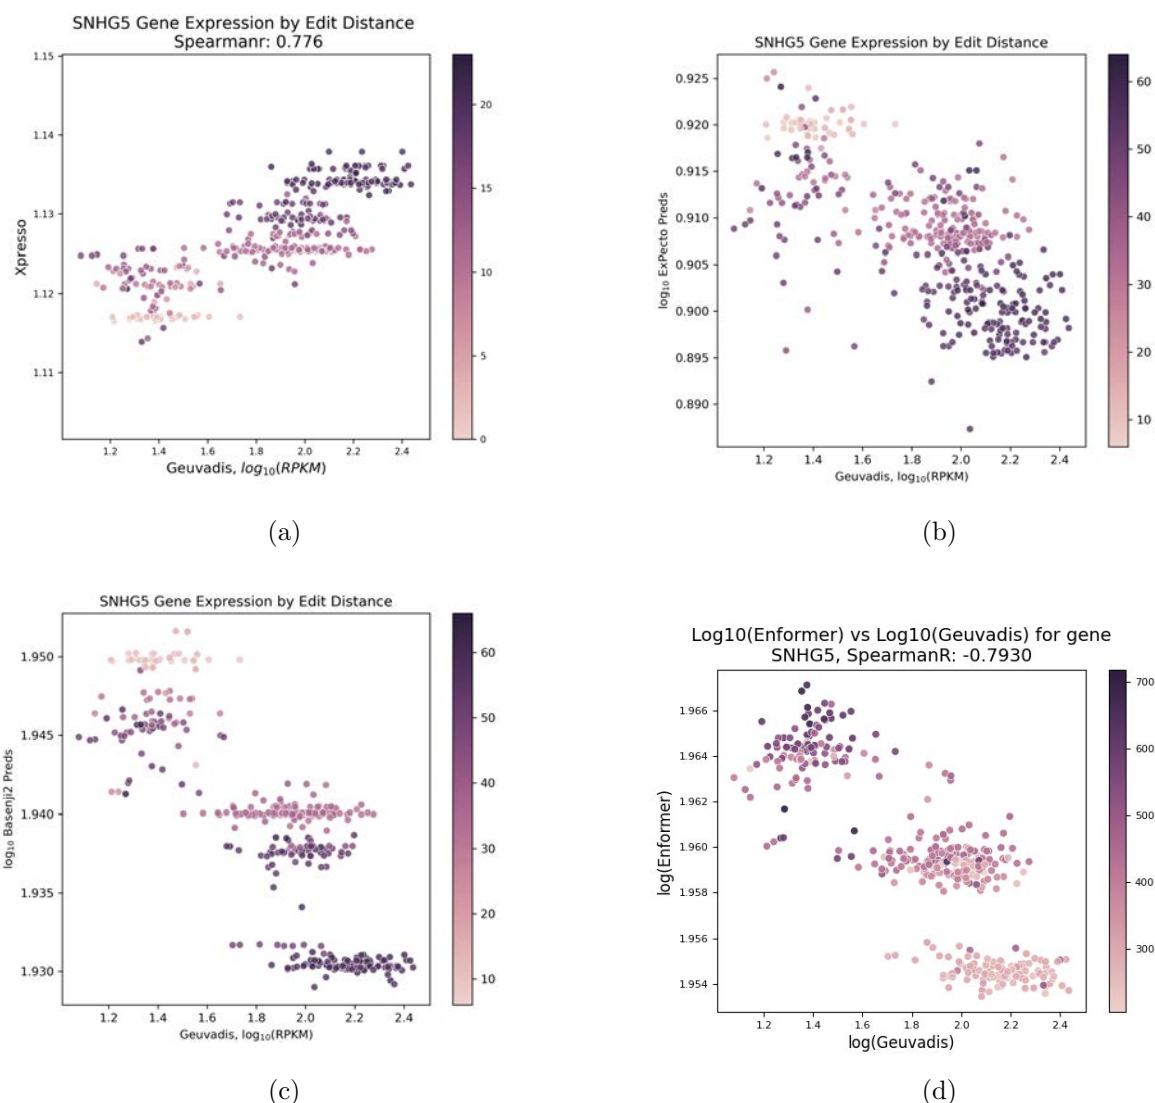 SNHG5 Gene Expression by Edit Distance
Spearmanr: 0.776
1.15
1.14
1.13
1.12
1.11
Xpresso
1.2 1.4 1.6 1.8 2.0 2.2 2.4
Geuvadis, log10(RPKM)
20
15
10
5
0
(a)
SNHG5 Gene Expression by Edit Distance
0.925
0.920
0.915
0.910
0.905
0.900
0.895
0.890
log10 ExPecto Preds
1.2 1.4 1.6 1.8 2.0 2.2 2.4
Geuvadis, log10(RPKM)
60
50
40
30
20
10
(b)
SNHG5 Gene Expression by Edit Distance
1.950
1.945
1.940
1.935
1.930
log10 Basenji2 Preds
1.2 1.4 1.6 1.8 2.0 2.2 2.4
Geuvadis, log10(RPKM)
60
50
40
30
20
10
(c)
Log10(Enformer) vs Log10(Geuvadis) for gene
SNHG5, SpearmanR: -0.7930
1.966
1.964
1.962
1.960
1.958
1.956
1.954
log(Enformer)
1.2 1.4 1.6 1.8 2.0 2.2 2.4
log(Geuvadis)
700
600
500
400
300
(d)